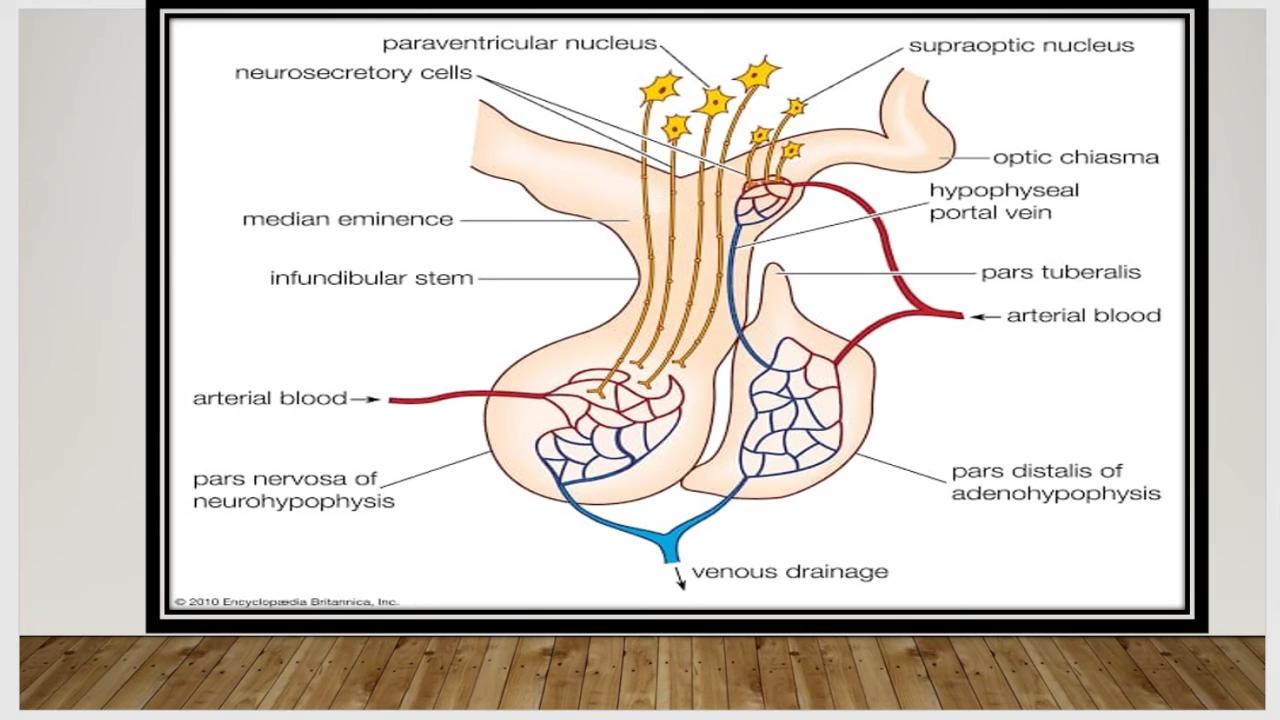 paraventricular nucleus
supraoptic nucleus
neurosecretory cells
optic chiasma
hypophyseal
portal vein
median eminence
infundibular stem
pars tuberalis
arterial blood
arterial blood
pars nervosa of
neurohypophysis
pars distalis of
adenohypophysis
venous drainage
© 2010 Encyclopædia Britannica, Inc.